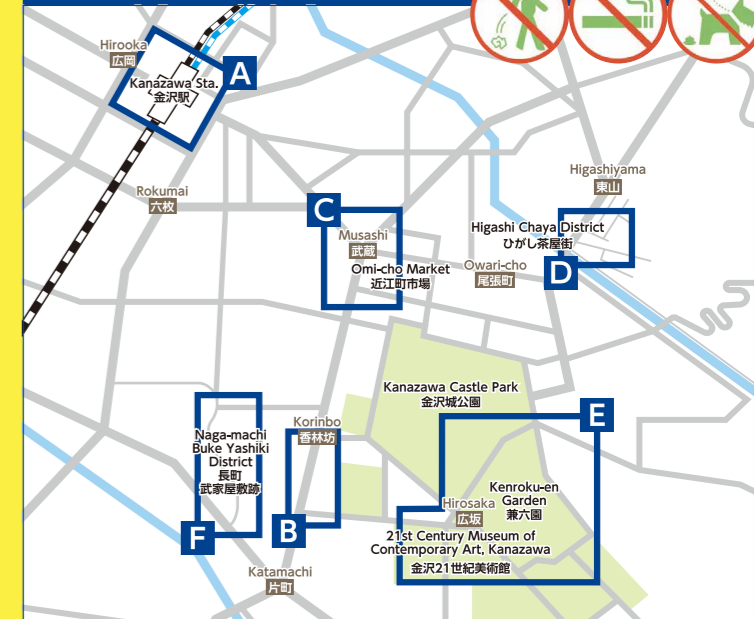 Hirooka
広岡
A
Kanazawa Sta.
金沢駅
Rokumai
六枚
C
Musashi
武蔵
Omi-cho Market
近江町市場
Higashiyama
東山
Higashi Chaya District
ひがし茶屋街
Owari-cho
尾張町
D
Kanazawa Castle Park
金沢城公園
E
Naga-machi
Buke Yashiki
District
長町
武家屋敷跡
F
Korinbo
香林坊
B
Kenroku-en
Garden
兼六園
Hirosaka
広坂
21st Century Museum of
Contemporary Art, Kanazawa
金沢21世紀美術館
Katamachi
片町